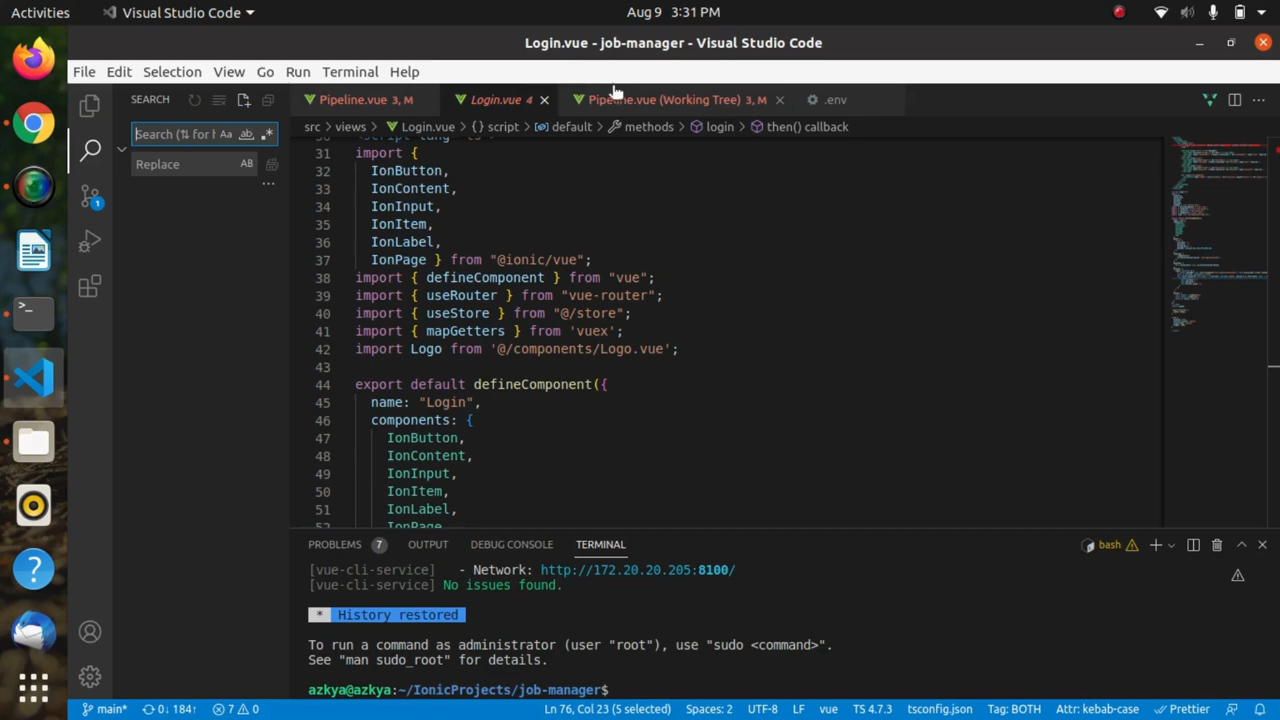 Activities
Visual Studio Code
Aug 9 3:31 PM
Login.vue - job-manager - Visual Studio Code
File Edit Selection View Go Run Terminal Help
SEARCH
Pipeline.vue 3, M
Login.vue 4
Pipeline.vue (Working Tree) 3, M
.env
Search (⇅ for h
Aa
ab
Replace
AB
src > views > Login.vue > {} script > default > methods > login > then() callback
31 import {
32 IonButton,
33 IonContent,
34 IonInput,
35 IonItem,
36 IonLabel,
37 IonPage } from "@ionic/vue";
38 import { defineComponent } from "vue";
39 import { useRouter } from "vue-router";
40 import { useStore } from "@/store";
41 import { mapGetters } from 'vuex';
42 import Logo from '@/components/Logo.vue';
43
44 export default defineComponent({
45 name: "Login",
46 components: {
47 IonButton,
48 IonContent,
49 IonInput,
50 IonItem,
51 IonLabel,
52 IonPage
1
PROBLEMS 7 OUTPUT DEBUG CONSOLE TERMINAL
bash
[vue-cli-service] - Network: http://172.20.20.205:8100/
[vue-cli-service] No issues found.
* History restored
To run a command as administrator (user "root"), use "sudo <command>".
See "man sudo_root" for details.
azkya@azkya:~/IonicProjects/job-manager$
main* 0↓ 184↑ 7 0 Ln 76, Col 23 (5 selected) Spaces: 2 UTF-8 LF vue TS 4.7.3 tsconfig.json Tag: BOTH Attr: kebab-case Prettier